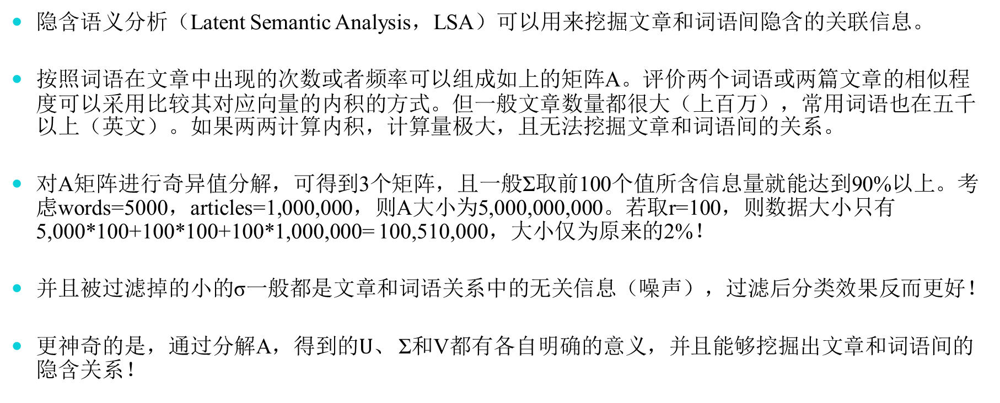 隐含语义分析（Latent Semantic Analysis，LSA）可以用来挖掘文章和词语间隐含的关联信息。
按照词语在文章中出现的次数或者频率可以组成如上的矩阵A。评价两个词语或两篇文章的相似程
度可以采用比较其对应向量的内积的方式。但一般文章数量都很大（上百万），常用词语也在五千
以上（英文）。如果两两计算内积，计算量极大，且无法挖掘文章和词语间的关系。
对A矩阵进行奇异值分解，可得到3个矩阵，且一般Σ取前100个值所含信息量就能达到90%以上。考
虑words=5000，articles=1,000,000，则A大小为5,000,000,000。若取r=100，则数据大小只有
5,000*100+100*100+100*1,000,000= 100,510,000，大小仅为原来的2%！
并且被过滤掉的小的σ一般都是文章和词语关系中的无关信息（噪声），过滤后分类效果反而更好！
更神奇的是，通过分解A，得到的U、Σ和V都有各自明确的意义，并且能够挖掘出文章和词语间的
隐含关系！